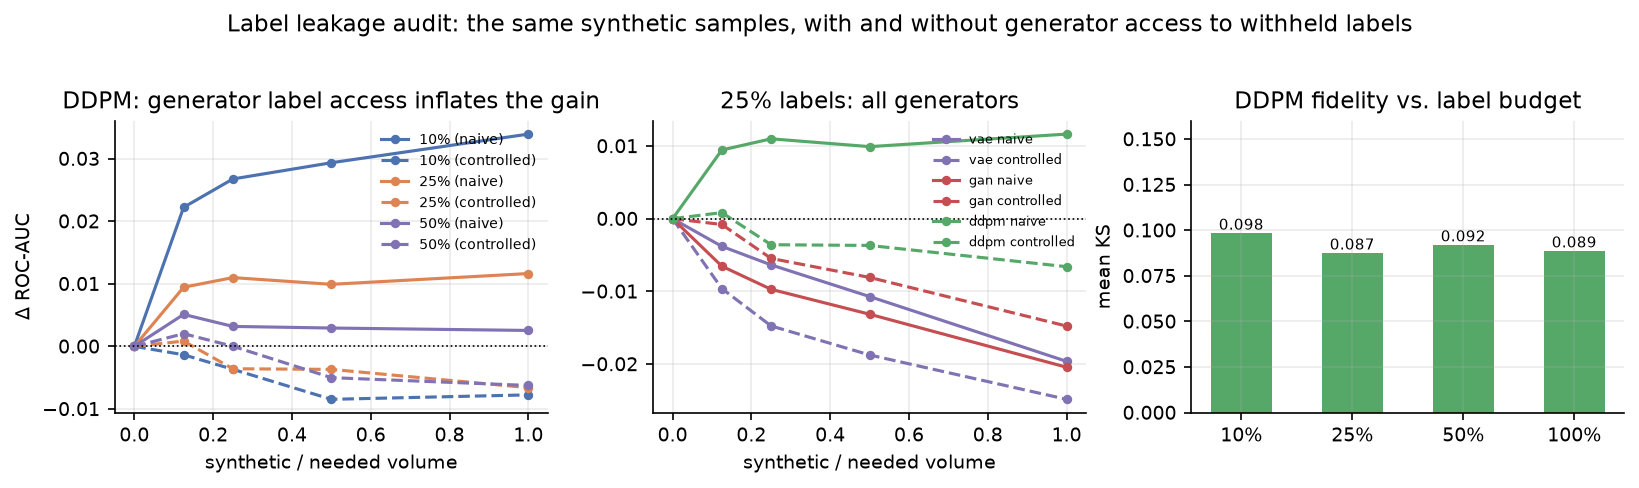 Label leakage audit: the same synthetic samples, with and without generator access to withheld labels
DDPM: generator label access inflates the gain
Δ ROC-AUC
0.03
0.02
0.01
0.00
−0.01
10% (naive)
10% (controlled)
25% (naive)
25% (controlled)
50% (naive)
50% (controlled)
0.0 0.2 0.4 0.6 0.8 1.0
synthetic / needed volume
25% labels: all generators
0.01
0.00
−0.01
−0.02
vae naive
vae controlled
gan naive
gan controlled
ddpm naive
ddpm controlled
0.0 0.2 0.4 0.6 0.8 1.0
synthetic / needed volume
DDPM fidelity vs. label budget
mean KS
0.150
0.125
0.100
0.075
0.050
0.025
0.000
0.098 0.087 0.092 0.089
10% 25% 50% 100%